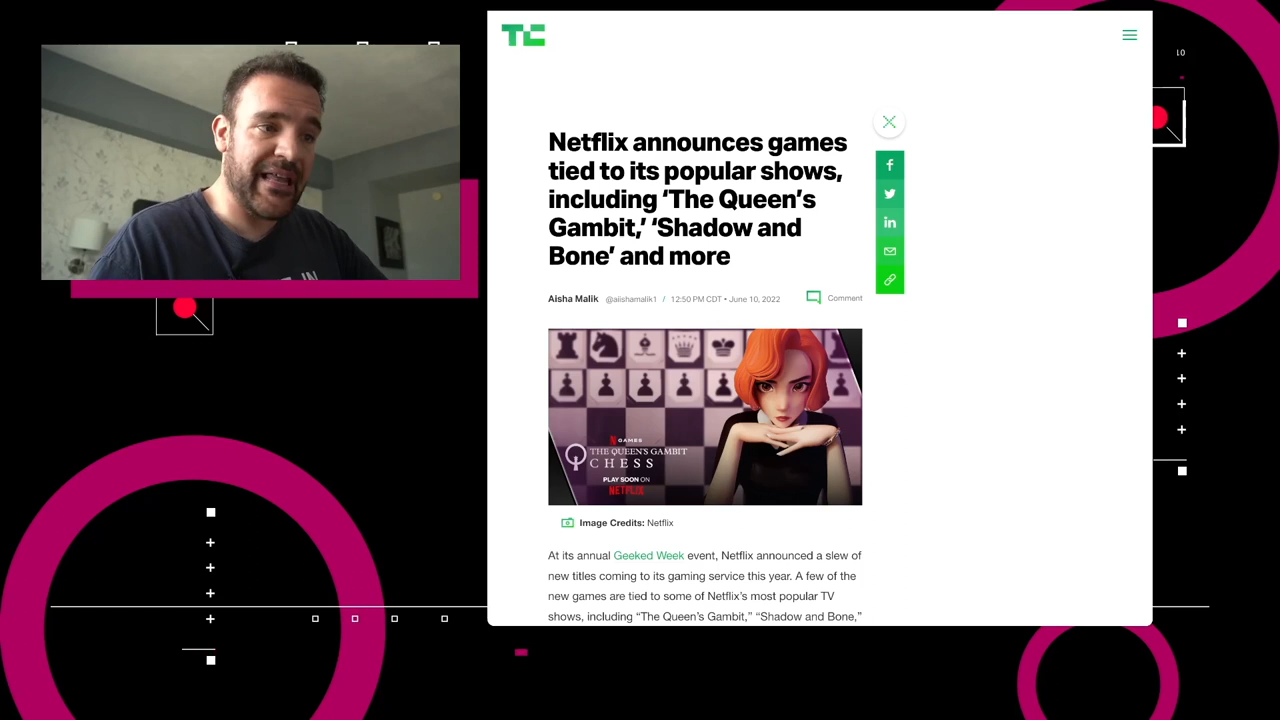 TC
Netflix announces games
tied to its popular shows,
including ‘The Queen’s
Gambit,’ ‘Shadow and
Bone’ and more
Aisha Malik @aiishamalik1 / 12:50 PM CDT • June 10, 2022 Comment
N GAMES
THE QUEEN'S GAMBIT
CHESS
PLAY SOON ON
NETFLIX
Image Credits: Netflix
At its annual Geeked Week event, Netflix announced a slew of
new titles coming to its gaming service this year. A few of the
new games are tied to some of Netflix’s most popular TV
shows, including “The Queen’s Gambit,” “Shadow and Bone,”
f
in
IN
10